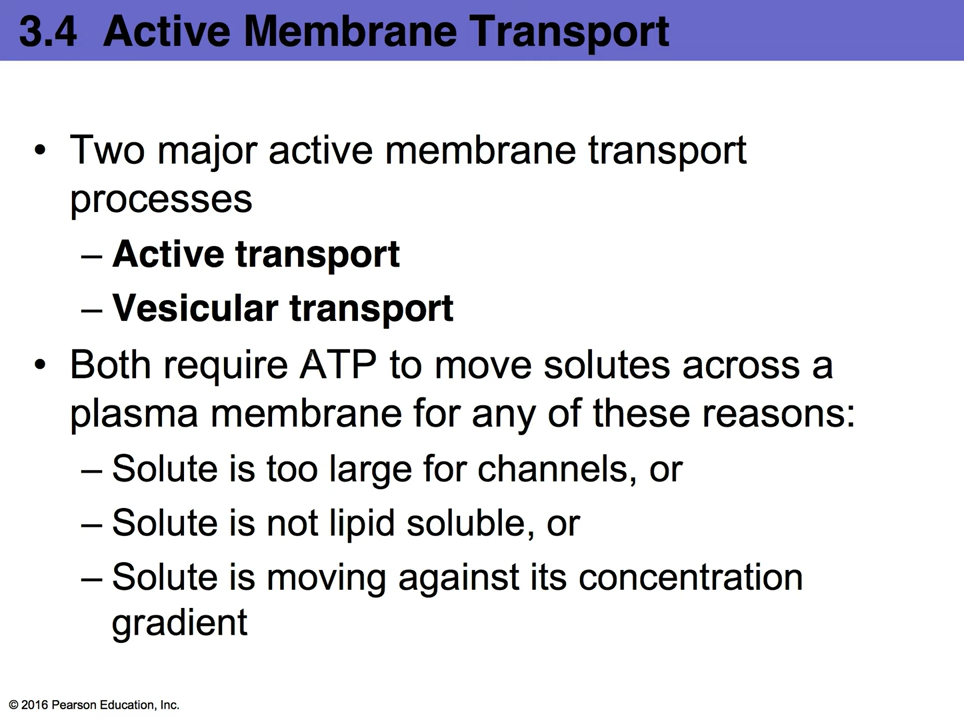 3.4 Active Membrane Transport
• Two major active membrane transport
processes
– Active transport
– Vesicular transport
• Both require ATP to move solutes across a
plasma membrane for any of these reasons:
– Solute is too large for channels, or
– Solute is not lipid soluble, or
– Solute is moving against its concentration
gradient
© 2016 Pearson Education, Inc.